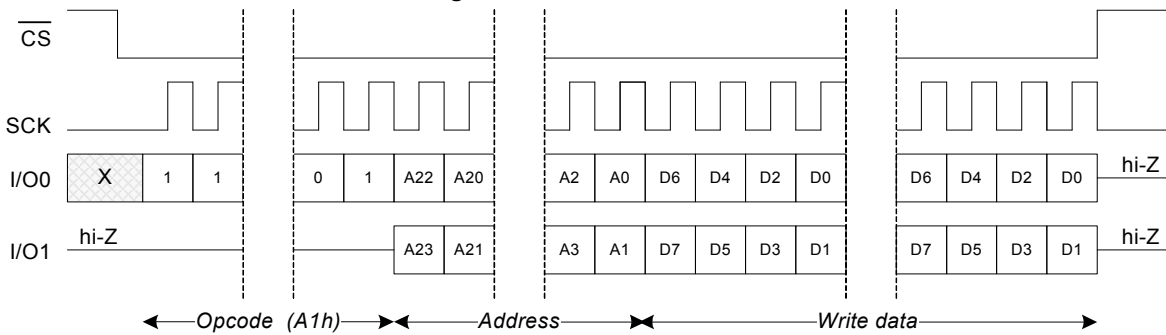 CS
SCK
I/O0 X 1 1 0 1 A22 A20 A2 A0 D6 D4 D2 D0 D6 D4 D2 D0 hi-Z
I/O1 hi-Z A23 A21 A3 A1 D7 D5 D3 D1 D7 D5 D3 D1 hi-Z
Opcode (A1h) Address Write data